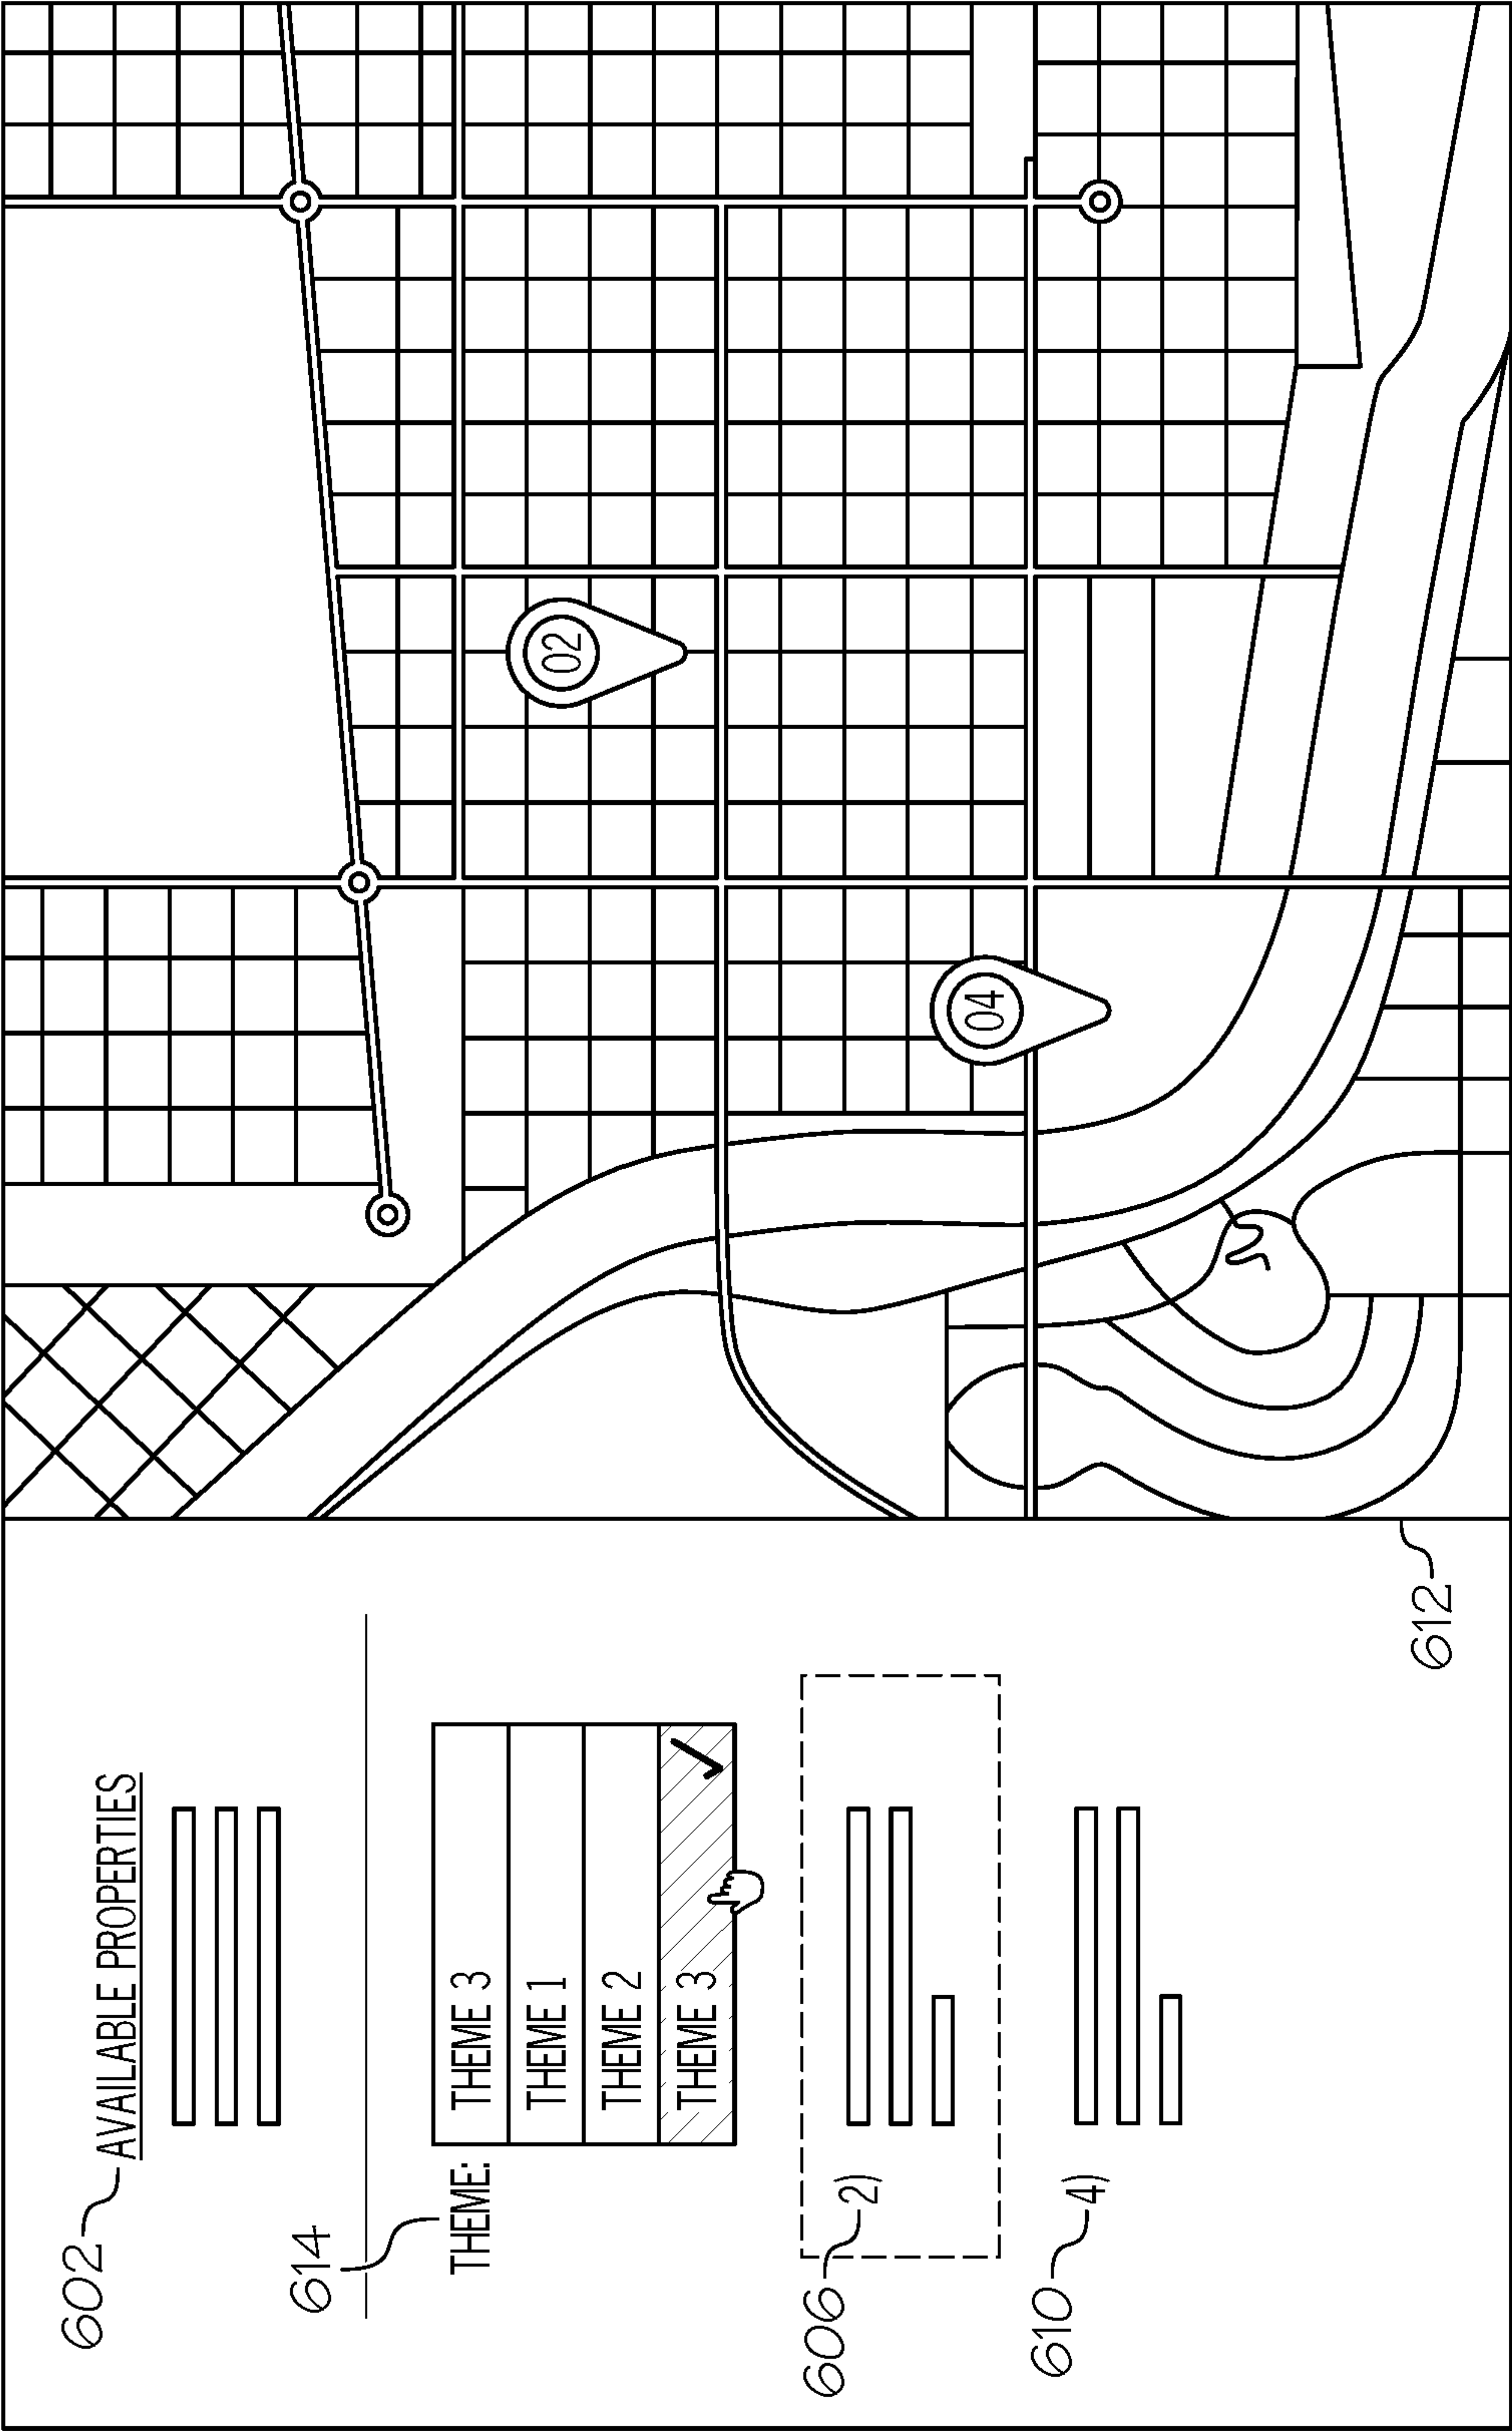 602
AVAILABLE PROPERTIES
614
THEME:
THEME 3
THEME 1
THEME 2
THEME 3
606
2)
610
4)
612
02
04